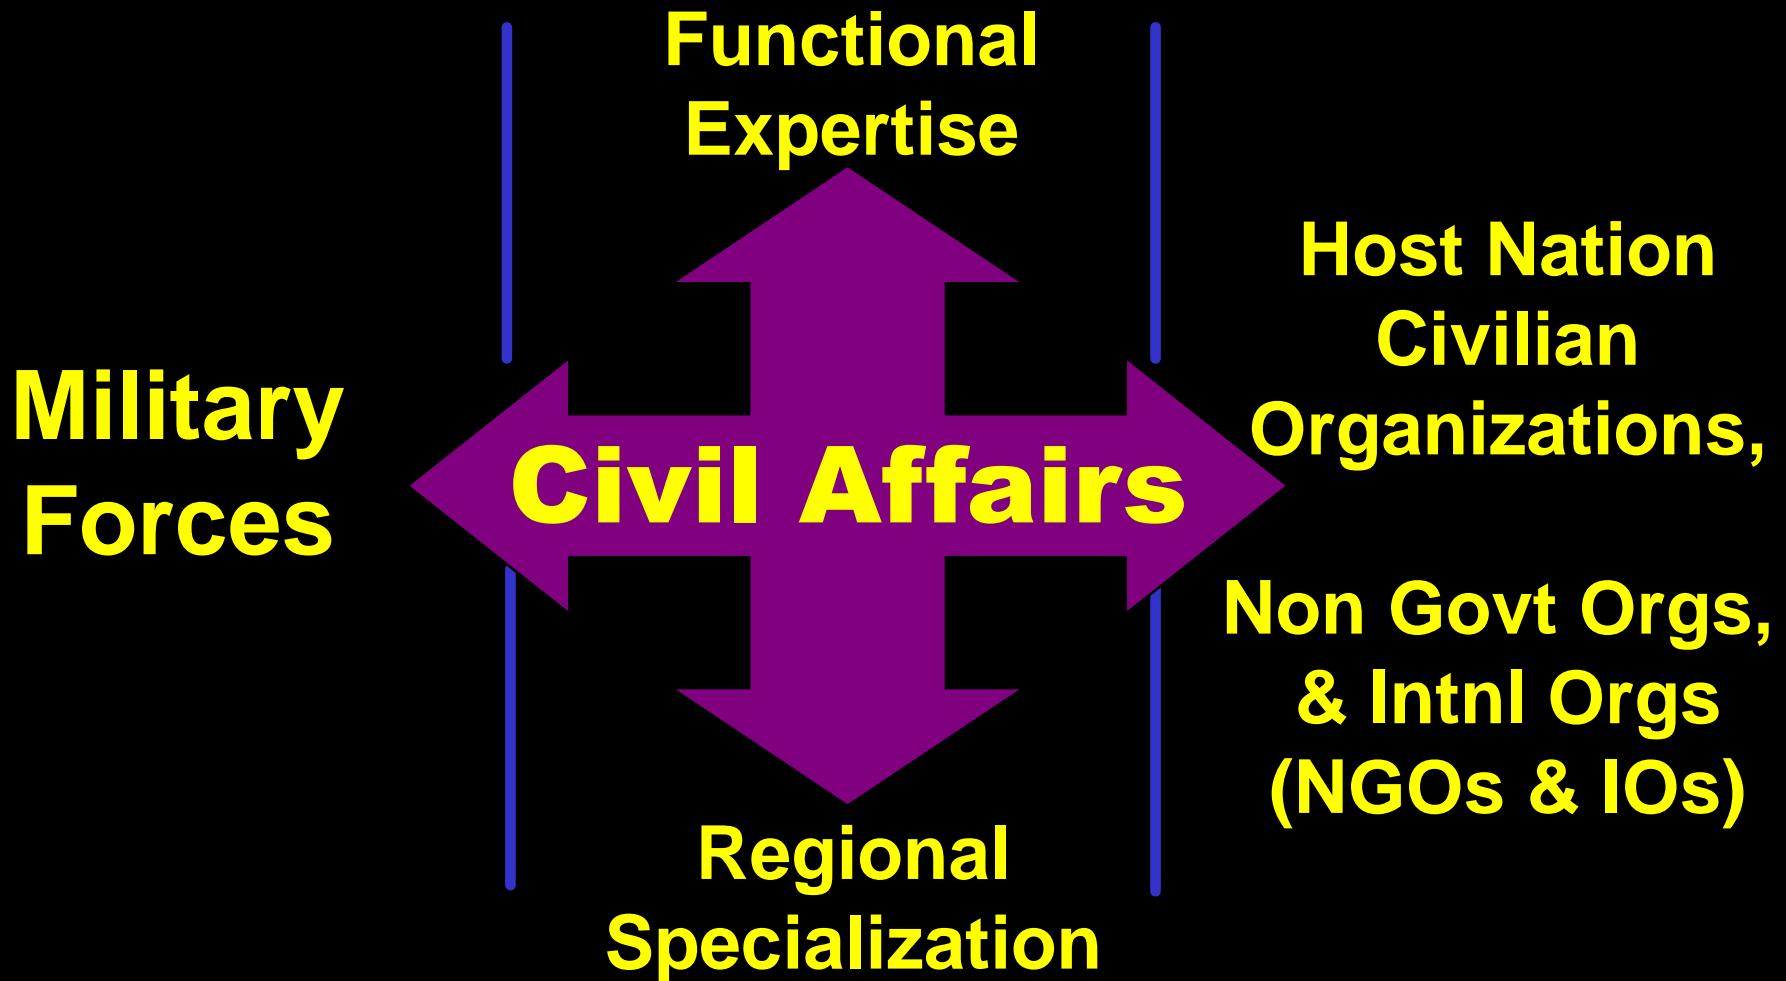 Functional
Expertise
Military
Forces
Civil Affairs
Host Nation
Civilian
Organizations,
Non Govt Orgs,
& Intnl Orgs
(NGOs & IOs)
Regional
Specialization